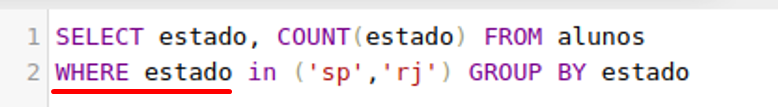 1 SELECT estado, COUNT(estado) FROM alunos
2 WHERE estado in ('sp','rj') GROUP BY estado